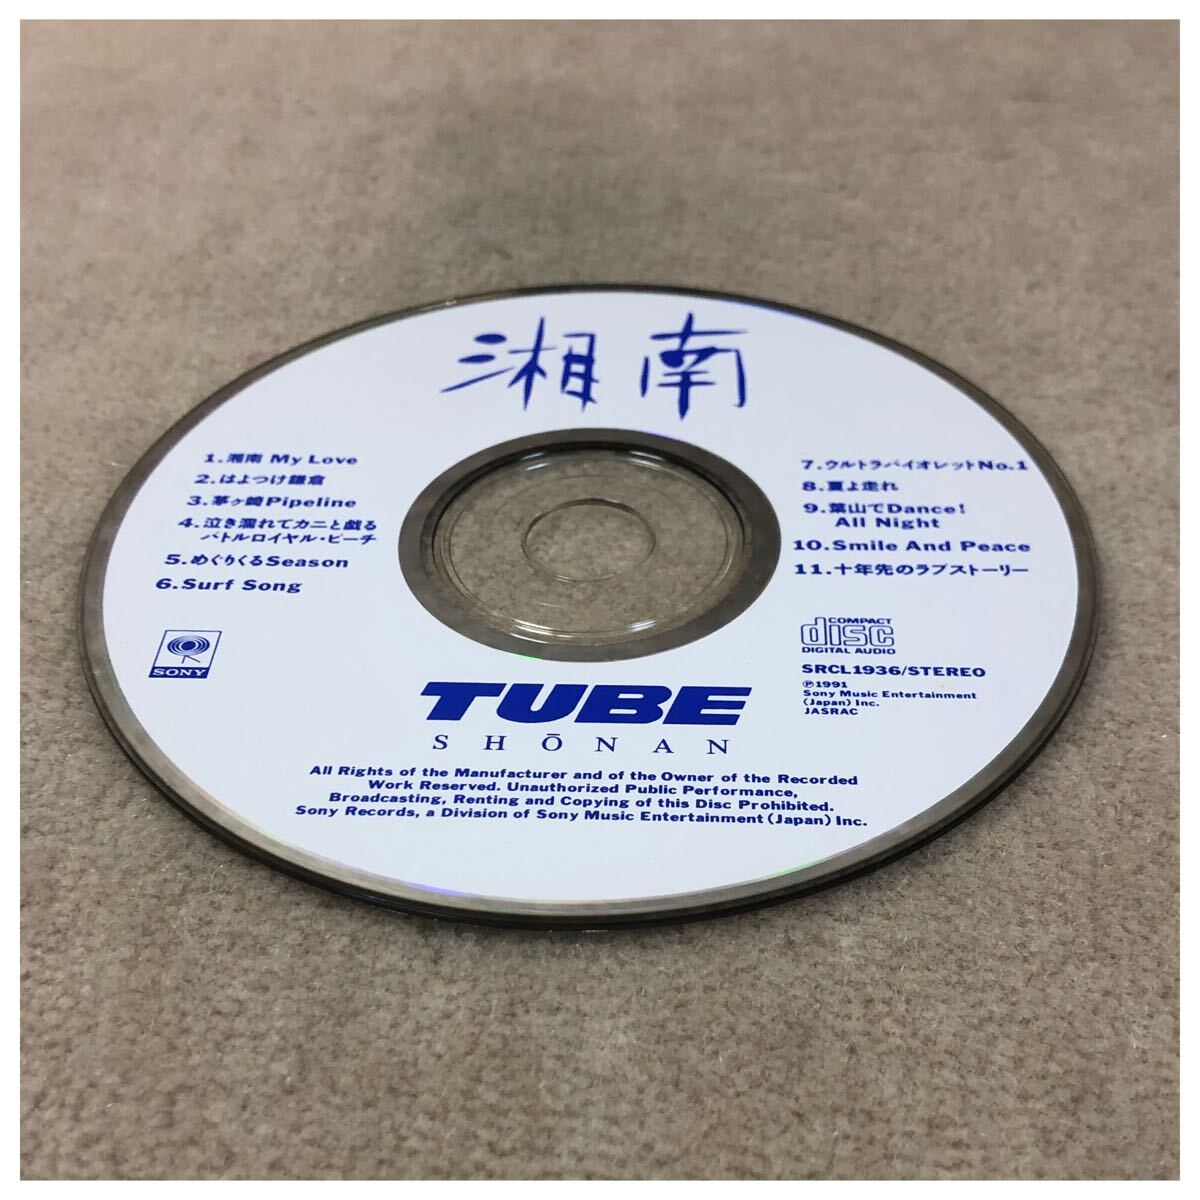 湘南
1.湘南 My Love
2.はよつけ鎌倉
3.茅ヶ崎Pipeline
4.泣き濡れてカニと戯る
バトルロイヤル・ビーチ
5.めぐりくるSeason
6.Surf Song
7.ウルトラバイオレットNo.1
8.夏よ走れ
9.葉山でDance!
All Night
10.Smile And Peace
11.十年先のラブストーリー
SONY
COMPACT
disc
DIGITAL AUDIO
SRCL1936/STEREO
℗1991
Sony Music Entertainment
(Japan) Inc.
JASRAC
TUBE
SHŌNAN
All Rights of the Manufacturer and of the Owner of the Recorded
Work Reserved. Unauthorized Public Performance,
Broadcasting, Renting and Copying of this Disc Prohibited.
Sony Records, a Division of Sony Music Entertainment (Japan) Inc.